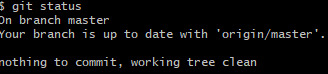 $ git status
On branch master
Your branch is up to date with 'origin/master'.

nothing to commit, working tree clean